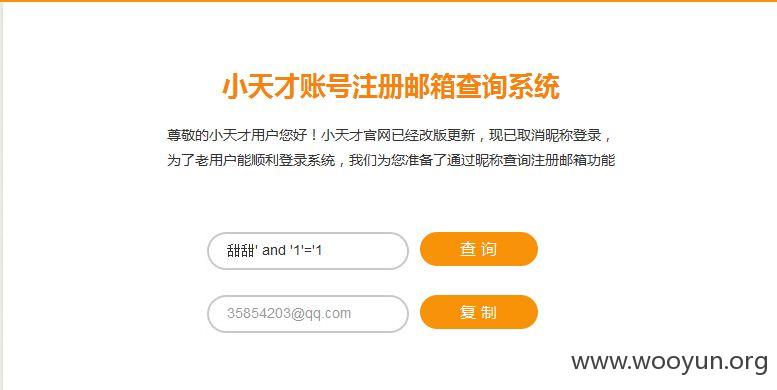 小天才账号注册邮箱查询系统
尊敬的小天才用户您好！小天才官网已经改版更新，现已取消昵称登录，
为了老用户能顺利登录系统，我们为您准备了通过昵称查询注册邮箱功能
甜甜' and '1'='1 查 询
35854203@qq.com 复 制
www.wooyun.org